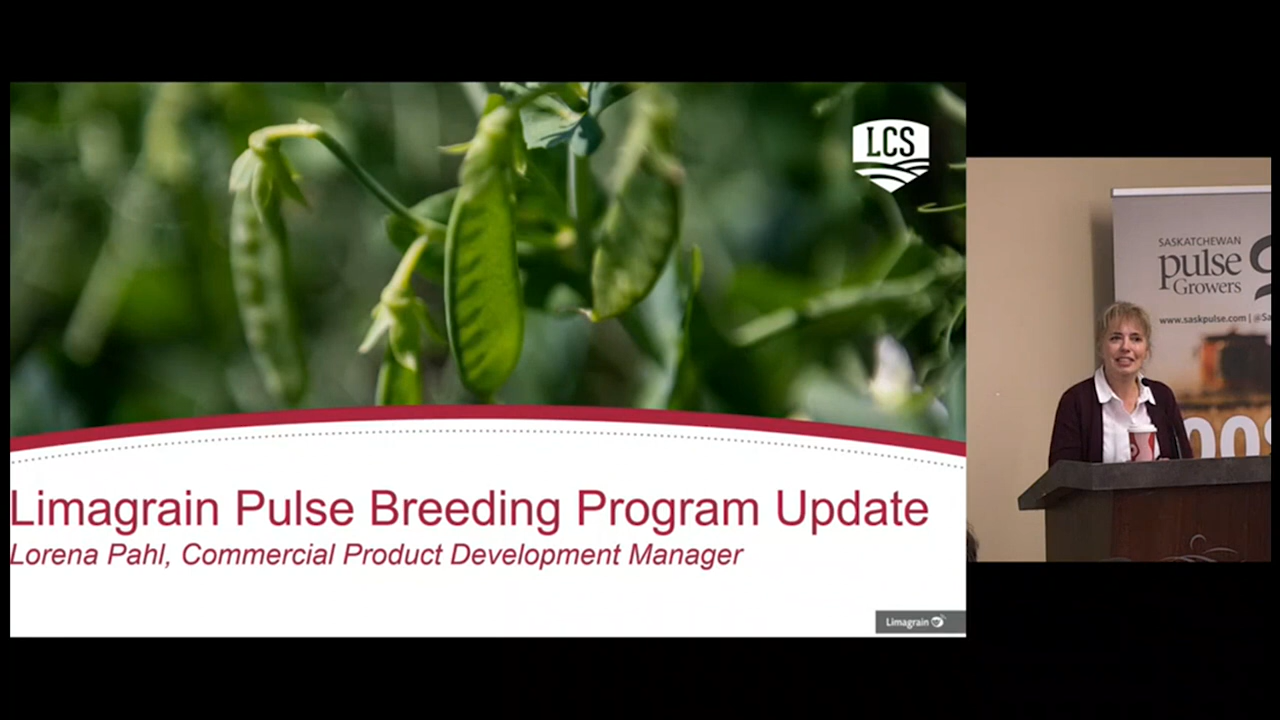 LCS
Limagrain Pulse Breeding Program Update
Lorena Pahl, Commercial Product Development Manager
Limagrain
SASKATCHEWAN
pulse
Growers
www.saskpulse.com | @Sa